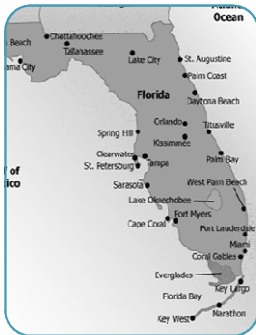 Ocean
Chattahoochee
Beach
Tallanassee
Lake City
St. Augustine
ama City
Palm Coast
Florida
Daytona Beach
Orlando
Titusville
Spring Hill
Kissimmee
Clearwater
Tampa
Palm Bay
St. Petersburg
Sarasota
West Palm Beach
Lake Okeechobee
Fort Myers
Cape Coral
Fort Lauderdale
Miami
Coral Gables
Everglades
Key Largo
Florida Bay
Marathon
Key West
l of
ico